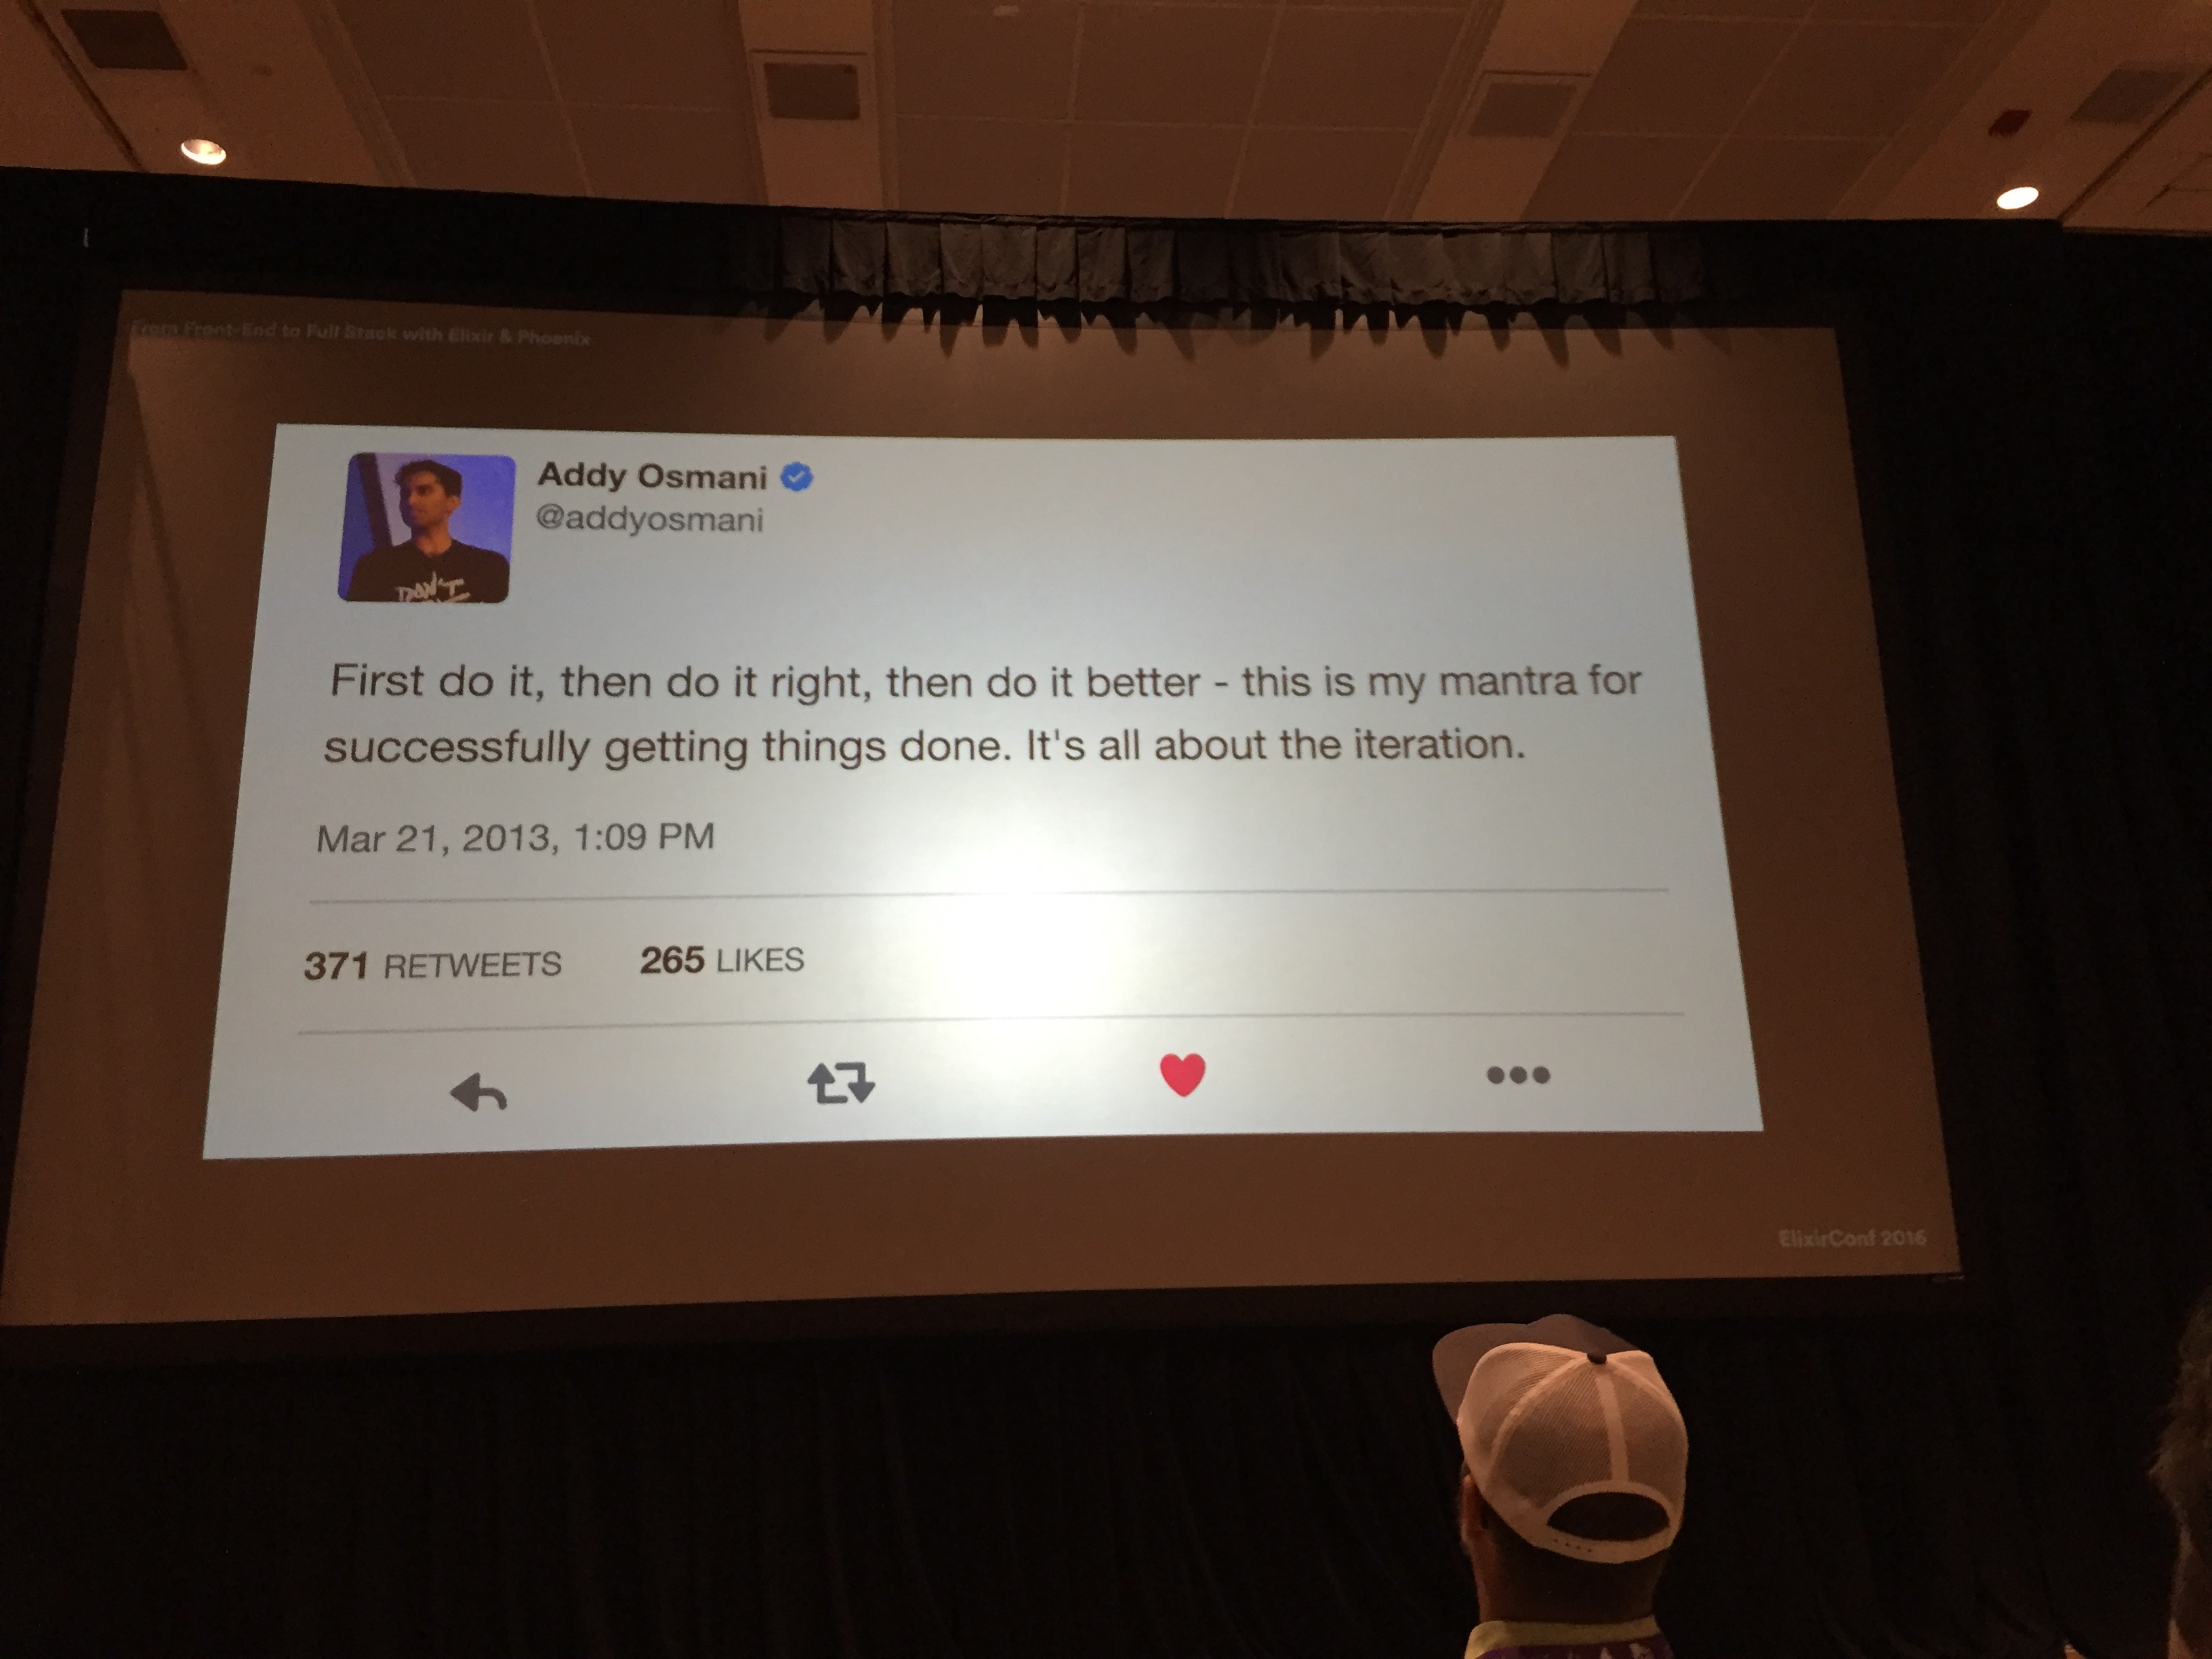 From Front-End to Full Stack with Elixir & Phoenix
Addy Osmani
@addyosmani
DON'T
First do it, then do it right, then do it better - this is my mantra for
successfully getting things done. It's all about the iteration.
Mar 21, 2013, 1:09 PM
371 RETWEETS 265 LIKES
ElixirConf 2016